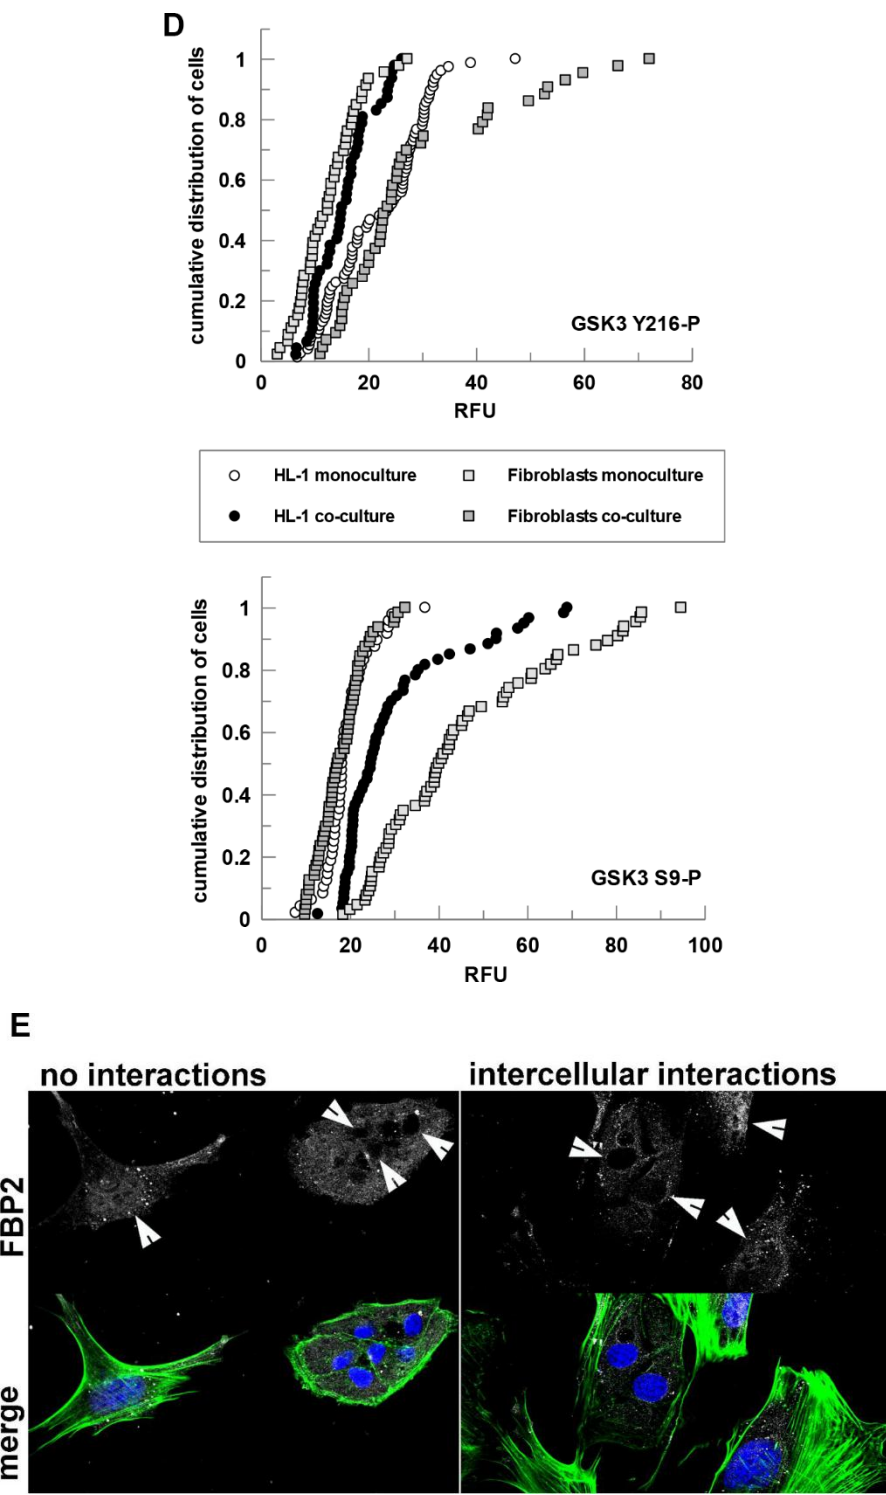 D
1
0.8
0.6
0.4
0.2
0
cumulative distribution of cells
GSK3 Y216-P
0 20 40 60 80
RFU
HL-1 monoculture Fibroblasts monoculture
HL-1 co-culture Fibroblasts co-culture
1
0.8
0.6
0.4
0.2
0
cumulative distribution of cells
GSK3 S9-P
0 20 40 60 80 100
RFU
E
no interactions intercellular interactions
FBP2
merge